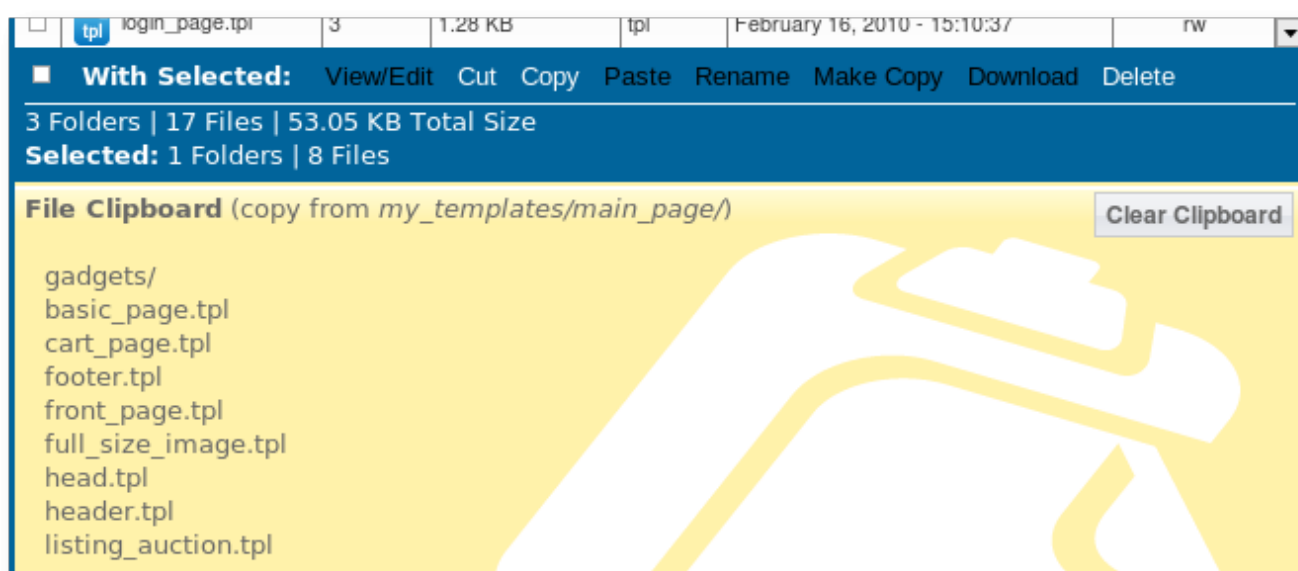 tpl login_page.tpl 3 1.28 KB tpl February 16, 2010 - 15:10:37 rw
With Selected: View/Edit Cut Copy Paste Rename Make Copy Download Delete
3 Folders | 17 Files | 53.05 KB Total Size
Selected: 1 Folders | 8 Files
File Clipboard (copy from my_templates/main_page/) Clear Clipboard
gadgets/
basic_page.tpl
cart_page.tpl
footer.tpl
front_page.tpl
full_size_image.tpl
head.tpl
header.tpl
listing_auction.tpl